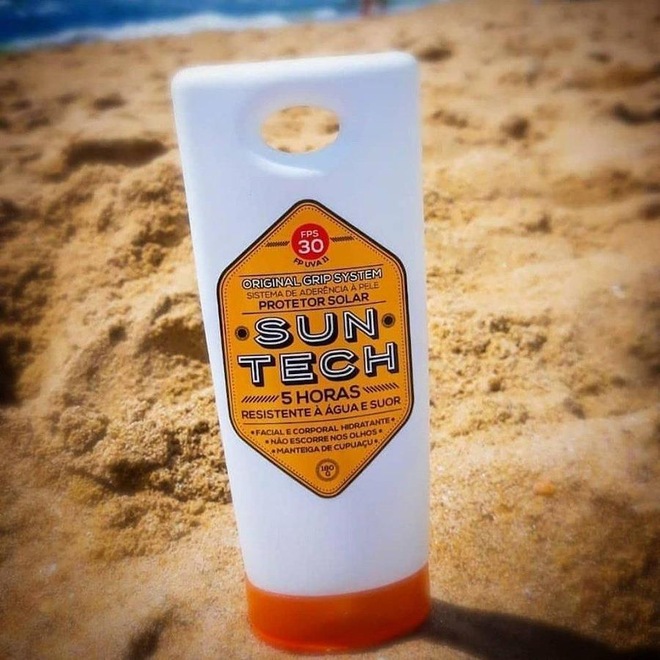 FPS
30
FP UVA 11
ORIGINAL GRIP SYSTEM
SISTEMA DE ADERÊNCIA À PELE
PROTETOR SOLAR
SUN
TECH
5 HORAS
RESISTENTE À ÁGUA E SUOR
•FACIAL E CORPORAL HIDRATANTE•
•NÃO ESCORRE NOS OLHOS•
•MANTEIGA DE CUPUAÇU•
180
G